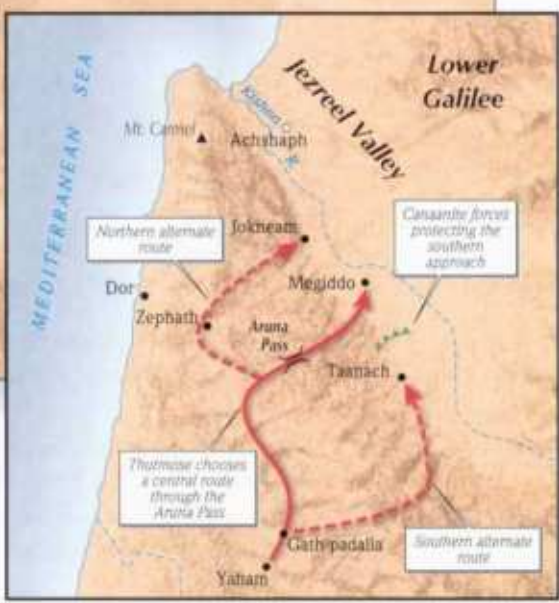 MEDITERRANEAN SEA
Lower
Galilee
Jezreel Valley
Kishon R.
Mt. Carmel
Achshaph
Northern alternate
route
Jokneam
Canaanite forces
protecting the
southern
approach
Dor
Megiddo
Zephath
Aruna
Pass
Taanach
Thutmose chooses
a central route
through the
Aruna Pass
Gath-padalla
Southern alternate
route
Yaham